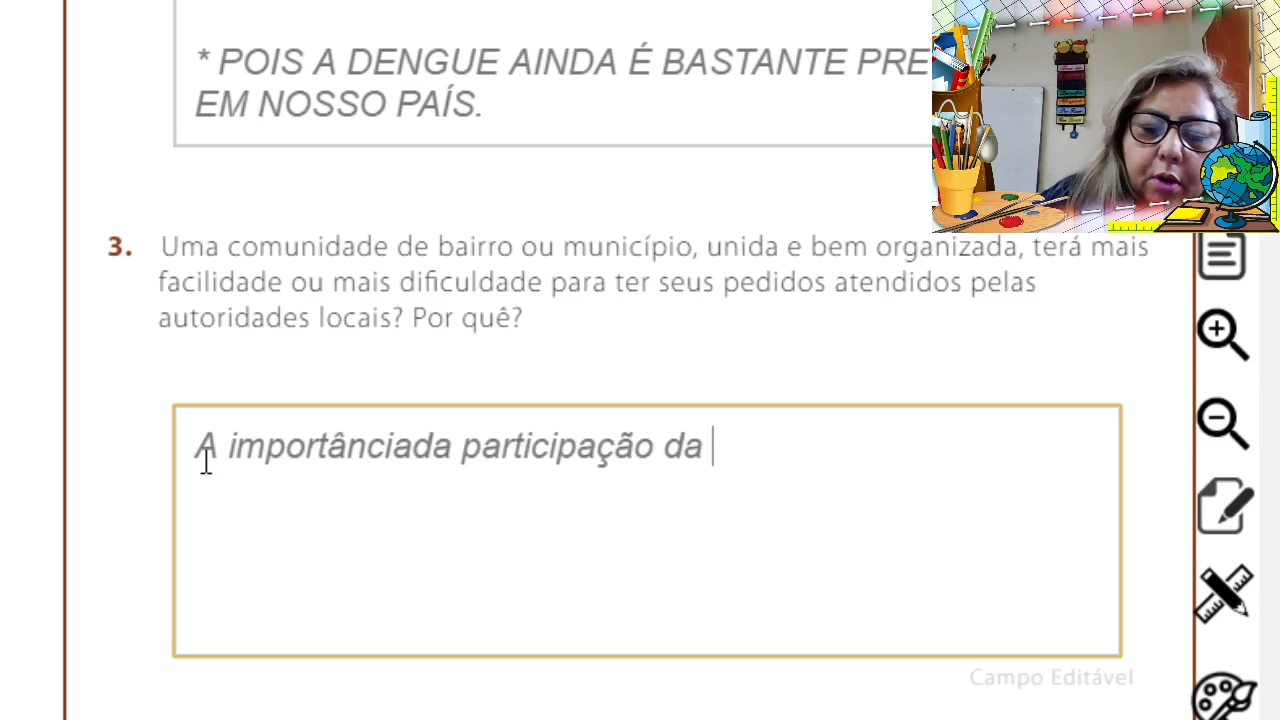 * POIS A DENGUE AINDA É BASTANTE PRE
EM NOSSO PAÍS.
3. Uma comunidade de bairro ou município, unida e bem organizada, terá mais
facilidade ou mais dificuldade para ter seus pedidos atendidos pelas
autoridades locais? Por quê?
A importânciada participação da
Campo Editável